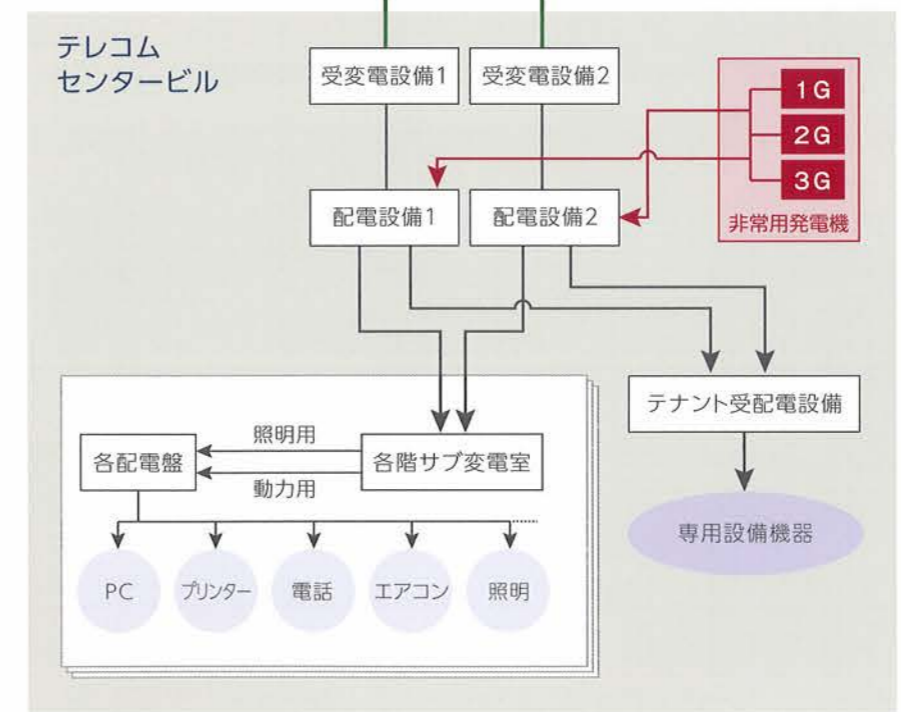 テレコム
センタービル
受変電設備1
受変電設備2
1G
2G
3G
非常用発電機
配電設備1
配電設備2
テナント受配電設備
専用設備機器
各階サブ変電室
照明用
動力用
各配電盤
PC
プリンター
電話
エアコン
照明